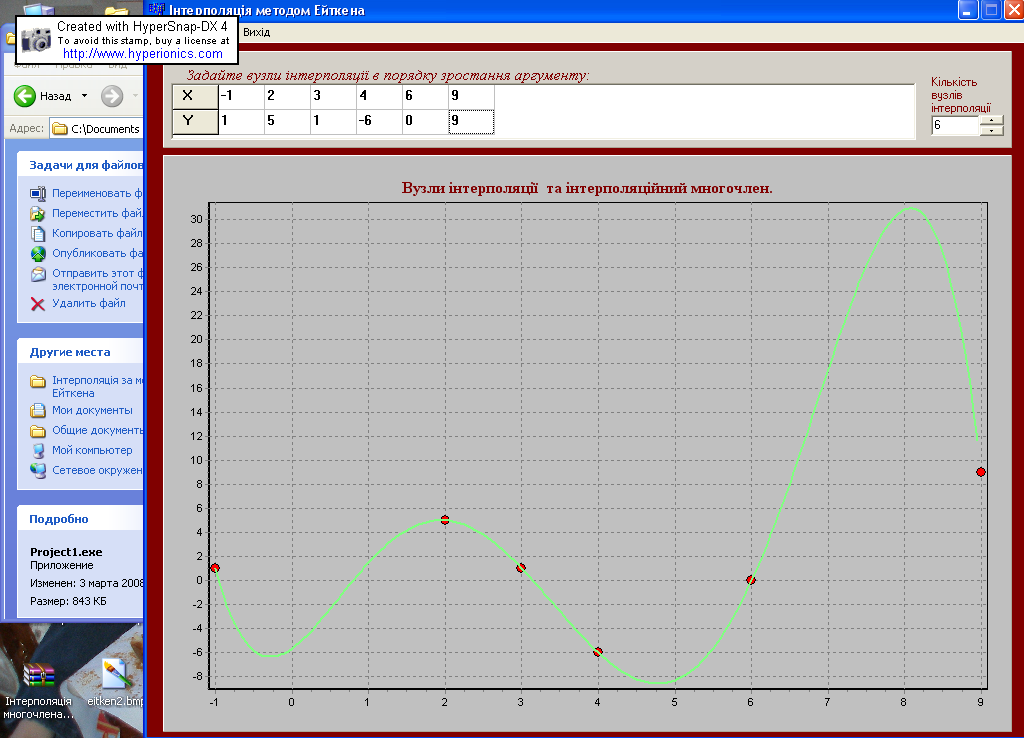 Інтерполяція методом Ейткена
Created with HyperSnap-DX 4
To avoid this stamp, buy a license at
http://www.hyperionics.com
Вихід
Файл Правка Вид
Назад
Адрес: C:\Documents
Задачи для файлов
Переименовать ф
Переместить фай
Копировать файл
Опубликовать фа
Отправить этот ф
электронной почт
Удалить файл
Другие места
Інтерполяція за ме
Ейткена
Мои документы
Общие документы
Мой компьютер
Сетевое окружен
Подробно
Project1.exe
Приложение
Изменен: 3 марта 2008
Размер: 843 КБ
Інтерполяція
многочлена...
eitken2.bmp
Задайте вузли інтерполяції в порядку зростання аргументу:
X -1 2 3 4 6 9
Y 1 5 1 -6 0 9
Кількість
вузлів
інтерполяції
6
Вузли інтерполяції та інтерполяційний многочлен.
30
28
26
24
22
20
18
16
14
12
10
8
6
4
2
0
-2
-4
-6
-8
-1 0 1 2 3 4 5 6 7 8 9